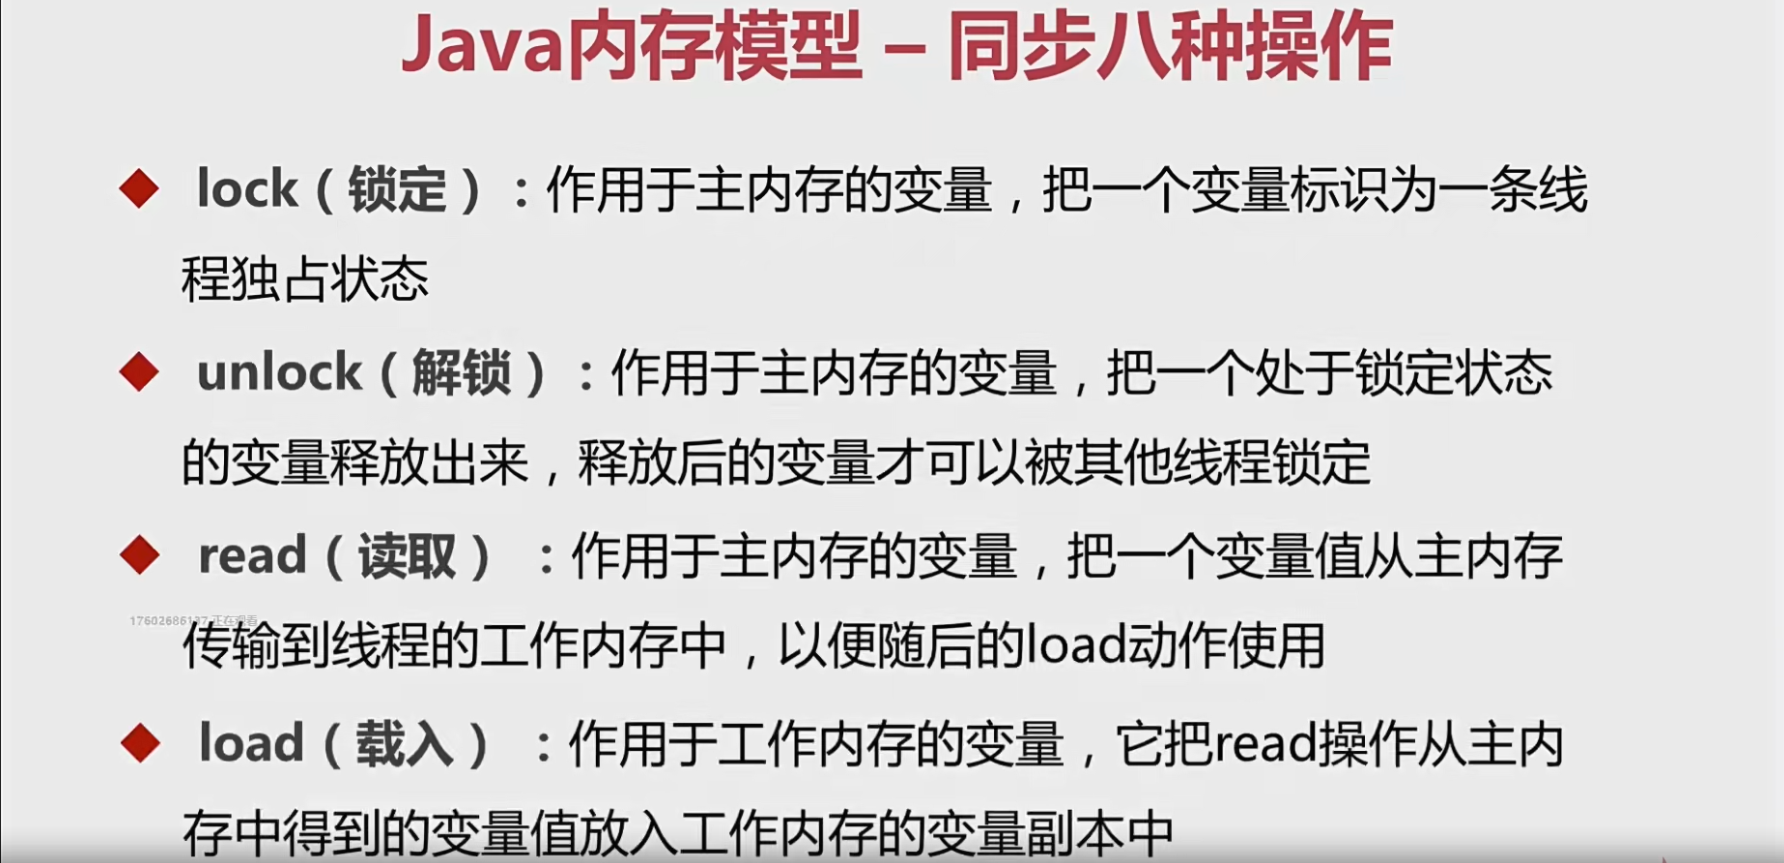 Java内存模型 – 同步八种操作
lock（锁定）：作用于主内存的变量，把一个变量标识为一条线
程独占状态
unlock（解锁）：作用于主内存的变量，把一个处于锁定状态
的变量释放出来，释放后的变量才可以被其他线程锁定
read（读取）：作用于主内存的变量，把一个变量值从主内存
正在观看
传输到线程的工作内存中，以便随后的load动作使用
load（载入）：作用于工作内存的变量，它把read操作从主内
存中得到的变量值放入工作内存的变量副本中